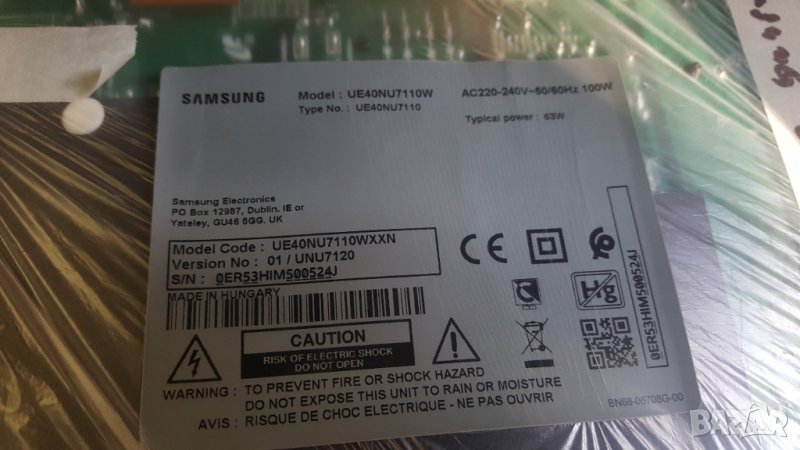 SAMSUNG
Model : UE40NU7110W
Type No. : UE40NU7110
AC220-240V~50/60Hz 100W
Typical power : 63W
Samsung Electronics
PO Box 12987, Dublin. IE or
Yateley, GU46 6GG. UK
Model Code : UE40NU7110WXXN
Version No : 01 / UNU7120
S/N : 0ER53HIM500524J
MADE IN HUNGARY
CE
Hg
0ER53HIM500524J
CAUTION
RISK OF ELECTRIC SHOCK
DO NOT OPEN
WARNING : TO PREVENT FIRE OR SHOCK HAZARD
DO NOT EXPOSE THIS UNIT TO RAIN OR MOISTURE
AVIS : RISQUE DE CHOC ELECTRIQUE - NE PAS OUVRIR
BN68-06708G-00
BAZAR